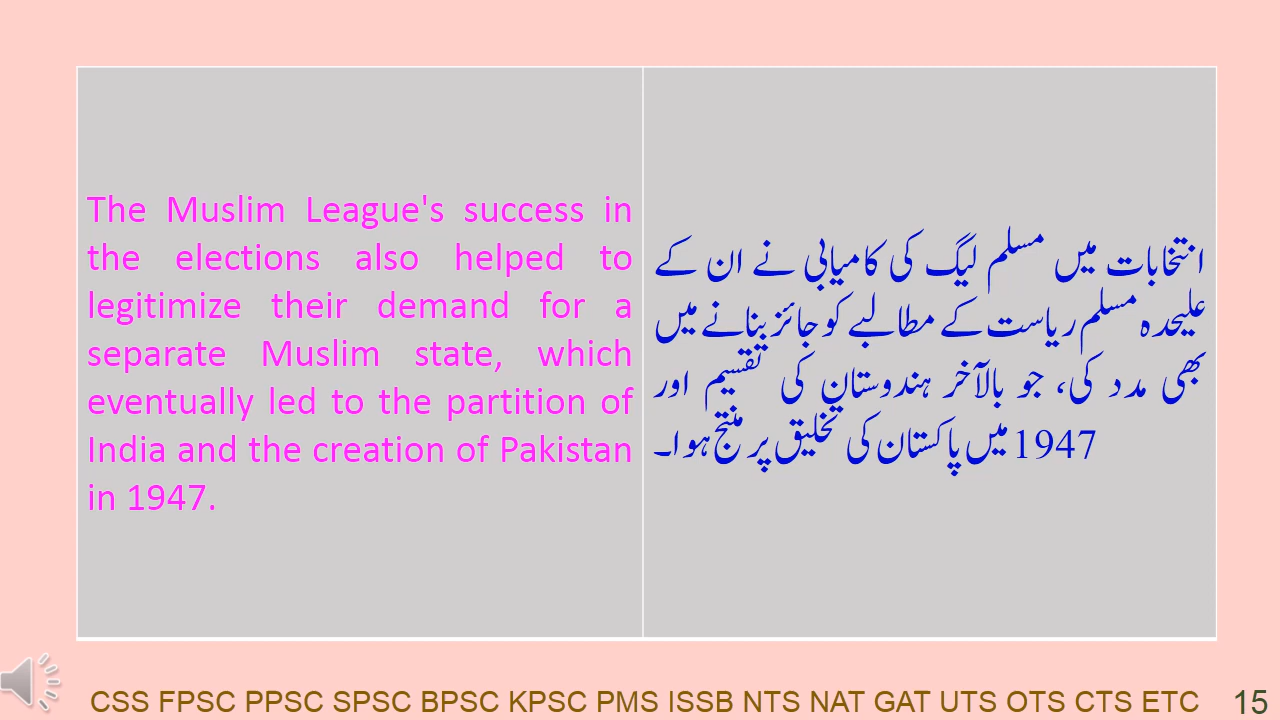 The Muslim League's success in
the elections also helped to
legitimize their demand for a
separate Muslim state, which
eventually led to the partition of
India and the creation of Pakistan
in 1947.
انتخابات میں مسلم لیگ کی کامیابی نے ان کے
علیحدہ مسلم ریاست کے مطالبے کو جائز بنانے میں
بھی مدد کی، جو بالآخر ہندوستان کی تقسیم اور
1947 میں پاکستان کی تخلیق پر منتج ہوا۔
CSS FPSC PPSC SPSC BPSC KPSC PMS ISSB NTS NAT GAT UTS OTS CTS ETC
15